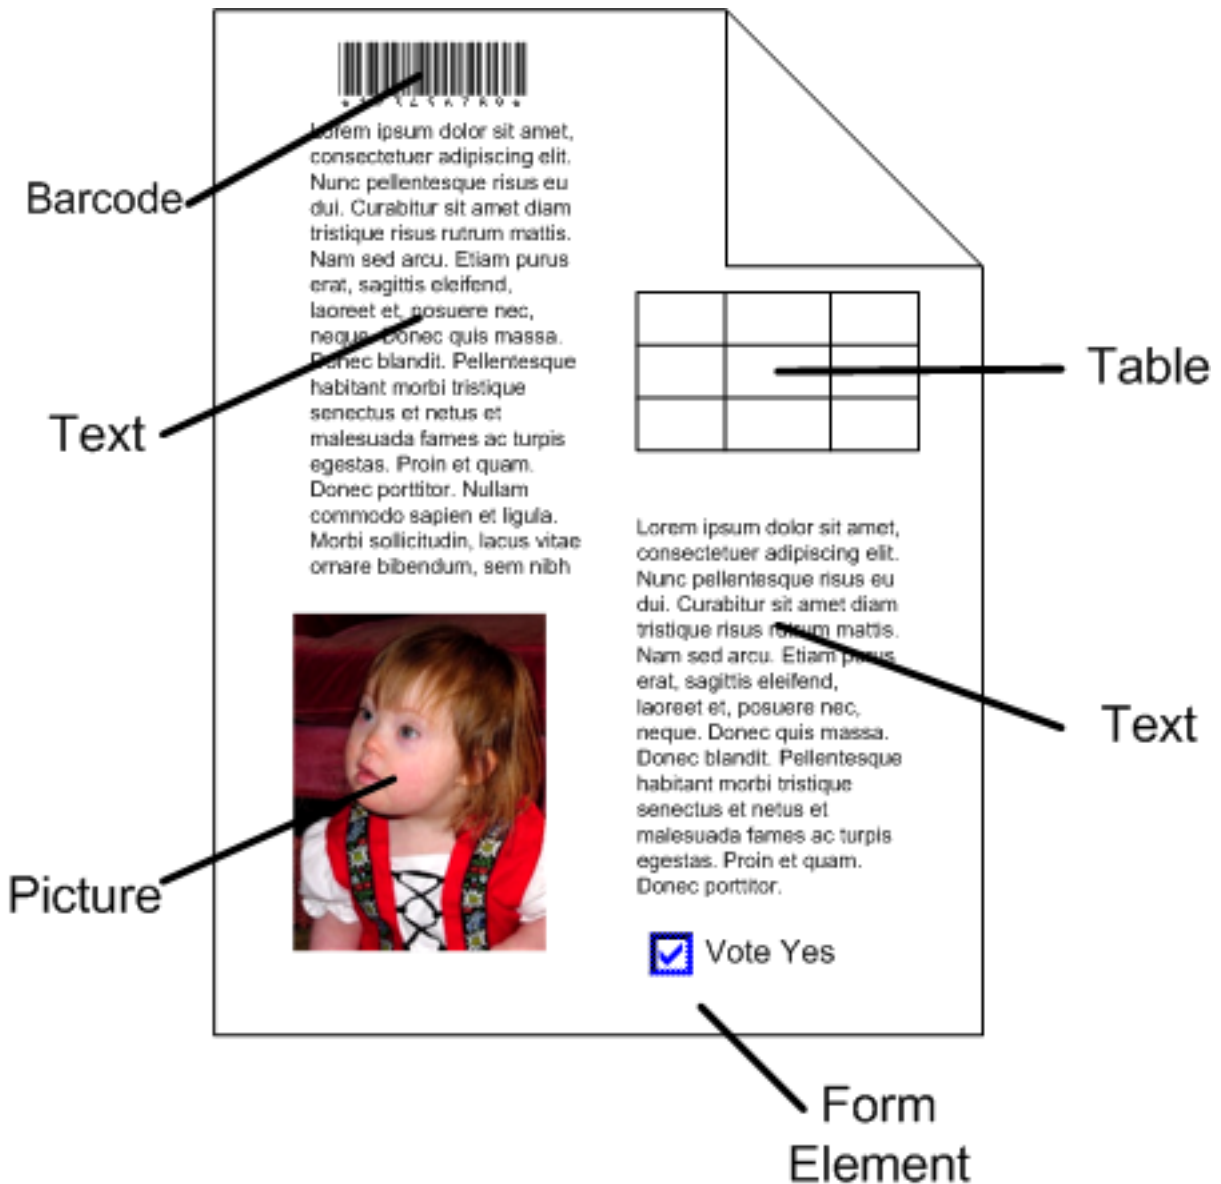 Barcode
Text
Picture
Lorem ipsum dolor sit amet,
consectetuer adipiscing elit.
Nunc pellentesque risus eu
dui. Curabitur sit amet diam
tristique risus rutrum mattis.
Nam sed arcu. Etiam purus
erat, sagittis eleifend,
laoreet et, posuere nec,
neque. Donec quis massa.
Donec blandit. Pellentesque
habitant morbi tristique
senectus et netus et
malesuada fames ac turpis
egestas. Proin et quam.
Donec porttitor. Nullam
commodo sapien et ligula.
Morbi sollicitudin, lacus vitae
ornare bibendum, sem nibh
Lorem ipsum dolor sit amet,
consectetuer adipiscing elit.
Nunc pellentesque risus eu
dui. Curabitur sit amet diam
tristique risus rutrum mattis.
Nam sed arcu. Etiam purus
erat, sagittis eleifend,
laoreet et, posuere nec,
neque. Donec quis massa.
Donec blandit. Pellentesque
habitant morbi tristique
senectus et netus et
malesuada fames ac turpis
egestas. Proin et quam.
Donec porttitor.
Vote Yes
Table
Text
Form
Element